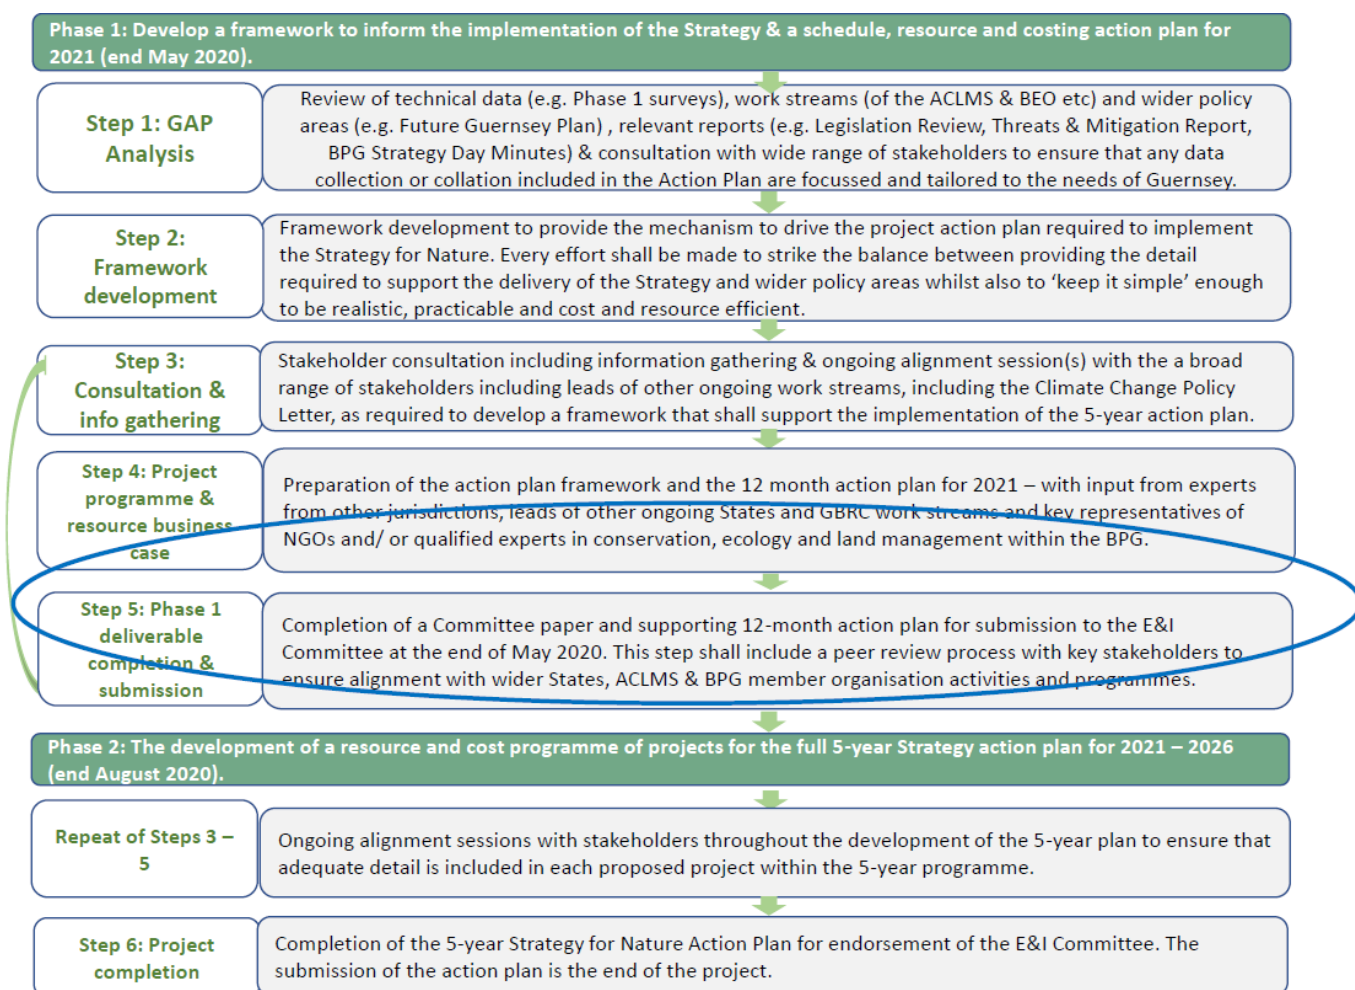 Phase 1: Develop a framework to inform the implementation of the Strategy & a schedule, resource and costing action plan for
2021 (end May 2020).
Step 1: GAP
Analysis
Review of technical data (e.g. Phase 1 surveys), work streams (of the ACLMS & BEO etc) and wider policy
areas (e.g. Future Guernsey Plan) , relevant reports (e.g. Legislation Review, Threats & Mitigation Report,
BPG Strategy Day Minutes) & consultation with wide range of stakeholders to ensure that any data
collection or collation included in the Action Plan are focussed and tailored to the needs of Guernsey.
Step 2:
Framework
development
Framework development to provide the mechanism to drive the project action plan required to implement
the Strategy for Nature. Every effort shall be made to strike the balance between providing the detail
required to support the delivery of the Strategy and wider policy areas whilst also to ‘keep it simple’ enough
to be realistic, practicable and cost and resource efficient.
Step 3:
Consultation &
info gathering
Stakeholder consultation including information gathering & ongoing alignment session(s) with the a broad
range of stakeholders including leads of other ongoing work streams, including the Climate Change Policy
Letter, as required to develop a framework that shall support the implementation of the 5-year action plan.
Step 4: Project
programme &
resource business
case
Preparation of the action plan framework and the 12 month action plan for 2021 – with input from experts
from other jurisdictions, leads of other ongoing States and GBRC work streams and key representatives of
NGOs and/ or qualified experts in conservation, ecology and land management within the BPG.
Step 5: Phase 1
deliverable
completion &
submission
Completion of a Committee paper and supporting 12-month action plan for submission to the E&I
Committee at the end of May 2020. This step shall include a peer review process with key stakeholders to
ensure alignment with wider States, ACLMS & BPG member organisation activities and programmes.
Phase 2: The development of a resource and cost programme of projects for the full 5-year Strategy action plan for 2021 – 2026
(end August 2020).
Repeat of Steps 3 –
5
Ongoing alignment sessions with stakeholders throughout the development of the 5-year plan to ensure that
adequate detail is included in each proposed project within the 5-year programme.
Step 6: Project
completion
Completion of the 5-year Strategy for Nature Action Plan for endorsement of the E&I Committee. The
submission of the action plan is the end of the project.